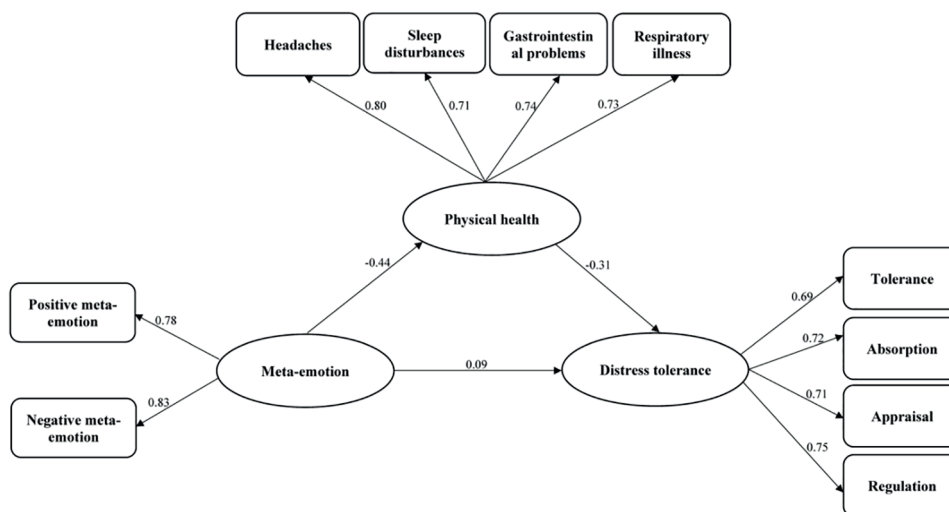 Headaches
Sleep
disturbances
Gastrointestin
al problems
Respiratory
illness
0.80
0.71
0.74
0.73
Physical health
-0.44
-0.31
Positive meta-
emotion
0.78
Negative meta-
emotion
0.83
Meta-emotion
0.09
Distress tolerance
0.69
Tolerance
0.72
Absorption
0.71
Appraisal
0.75
Regulation